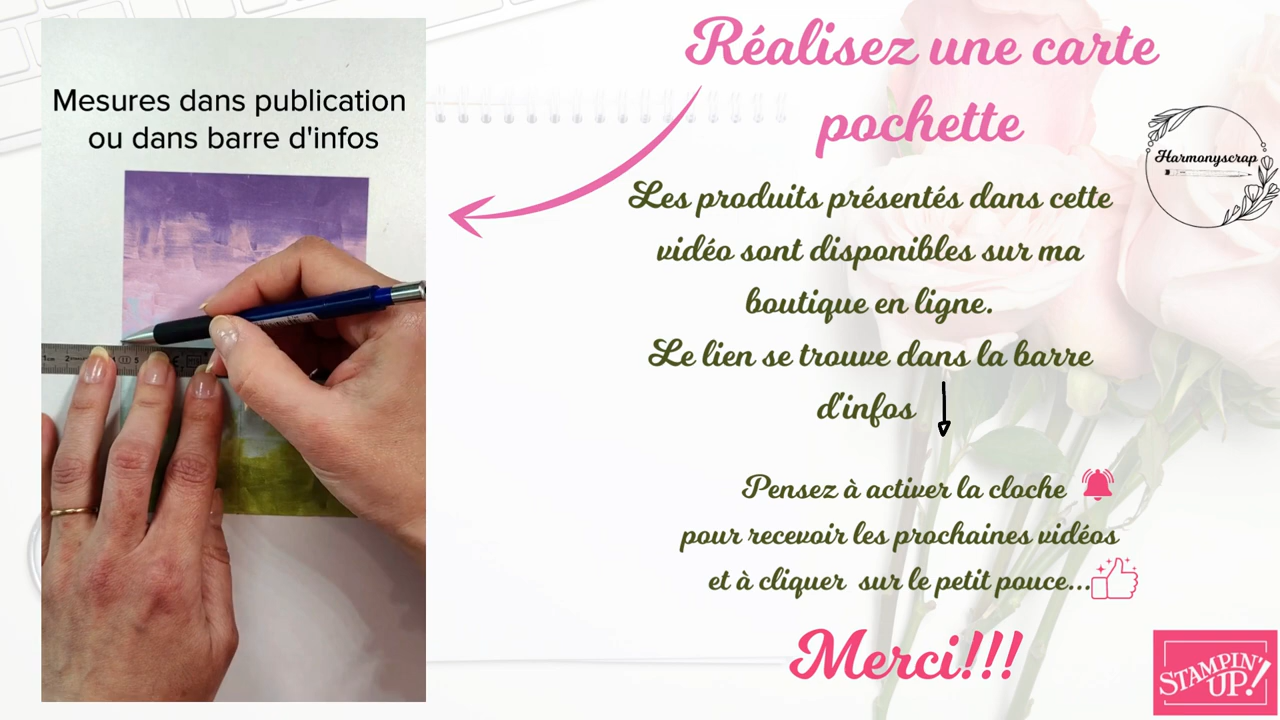 Mesures dans publication
ou dans barre d'infos
Réalisez une carte
pochette
Harmonyscrap
Les produits présentés dans cette
vidéo sont disponibles sur ma
boutique en ligne.
Le lien se trouve dans la barre
d'infos
Pensez à activer la cloche
pour recevoir les prochaines vidéos
et à cliquer sur le petit pouce...
Merci!!!
STAMPIN'
UP!